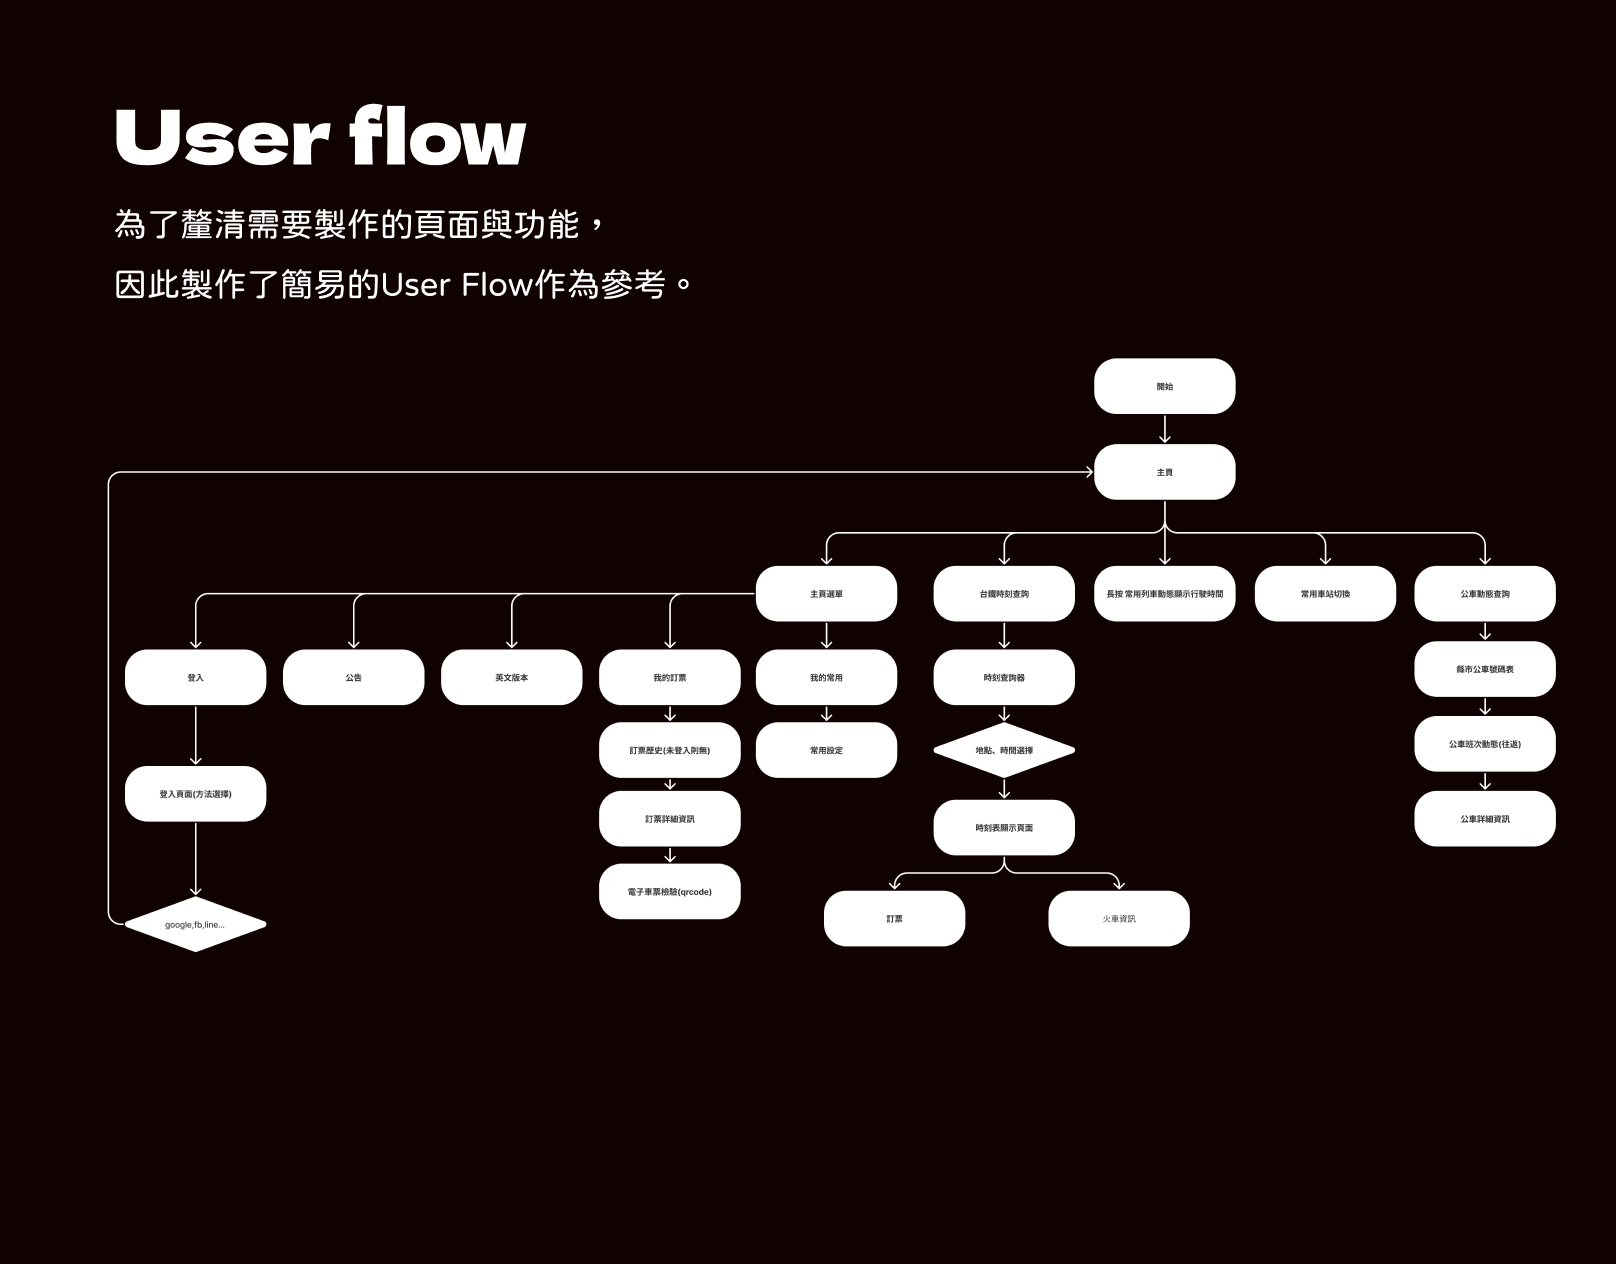 User flow
為了釐清需要製作的頁面與功能，
因此製作了簡易的User Flow作為參考。
開始
主頁
主頁選單
台鐵時刻查詢
長按 常用列車動態顯示行駛時間
常用車站切換
公車動態查詢
登入
公告
英文版本
我的訂票
我的常用
時刻查詢器
縣市公車號碼表
訂票歷史(未登入則無)
常用設定
地點、時間選擇
公車班次動態(往返)
登入頁面(方法選擇)
訂票詳細資訊
時刻表顯示頁面
公車詳細資訊
電子車票檢驗(qrcode)
訂票
火車資訊
google,fb,line...